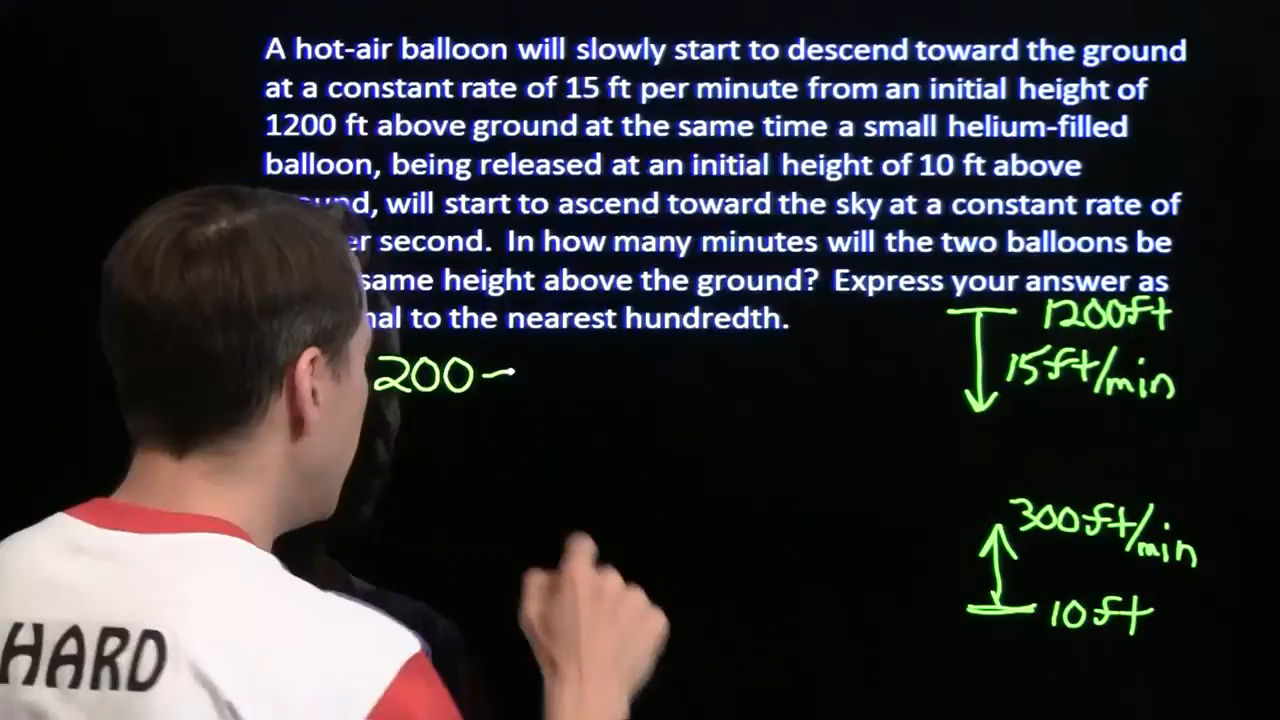 A hot-air balloon will slowly start to descend toward the ground
at a constant rate of 15 ft per minute from an initial height of
1200 ft above ground at the same time a small helium-filled
balloon, being released at an initial height of 10 ft above
will start to ascend toward the sky at a constant rate of
second. In how many minutes will the two balloons be
same height above the ground? Express your answer as
to the nearest hundredth.
1200ft
15ft/min
200 -
300ft/min
10ft
HARD